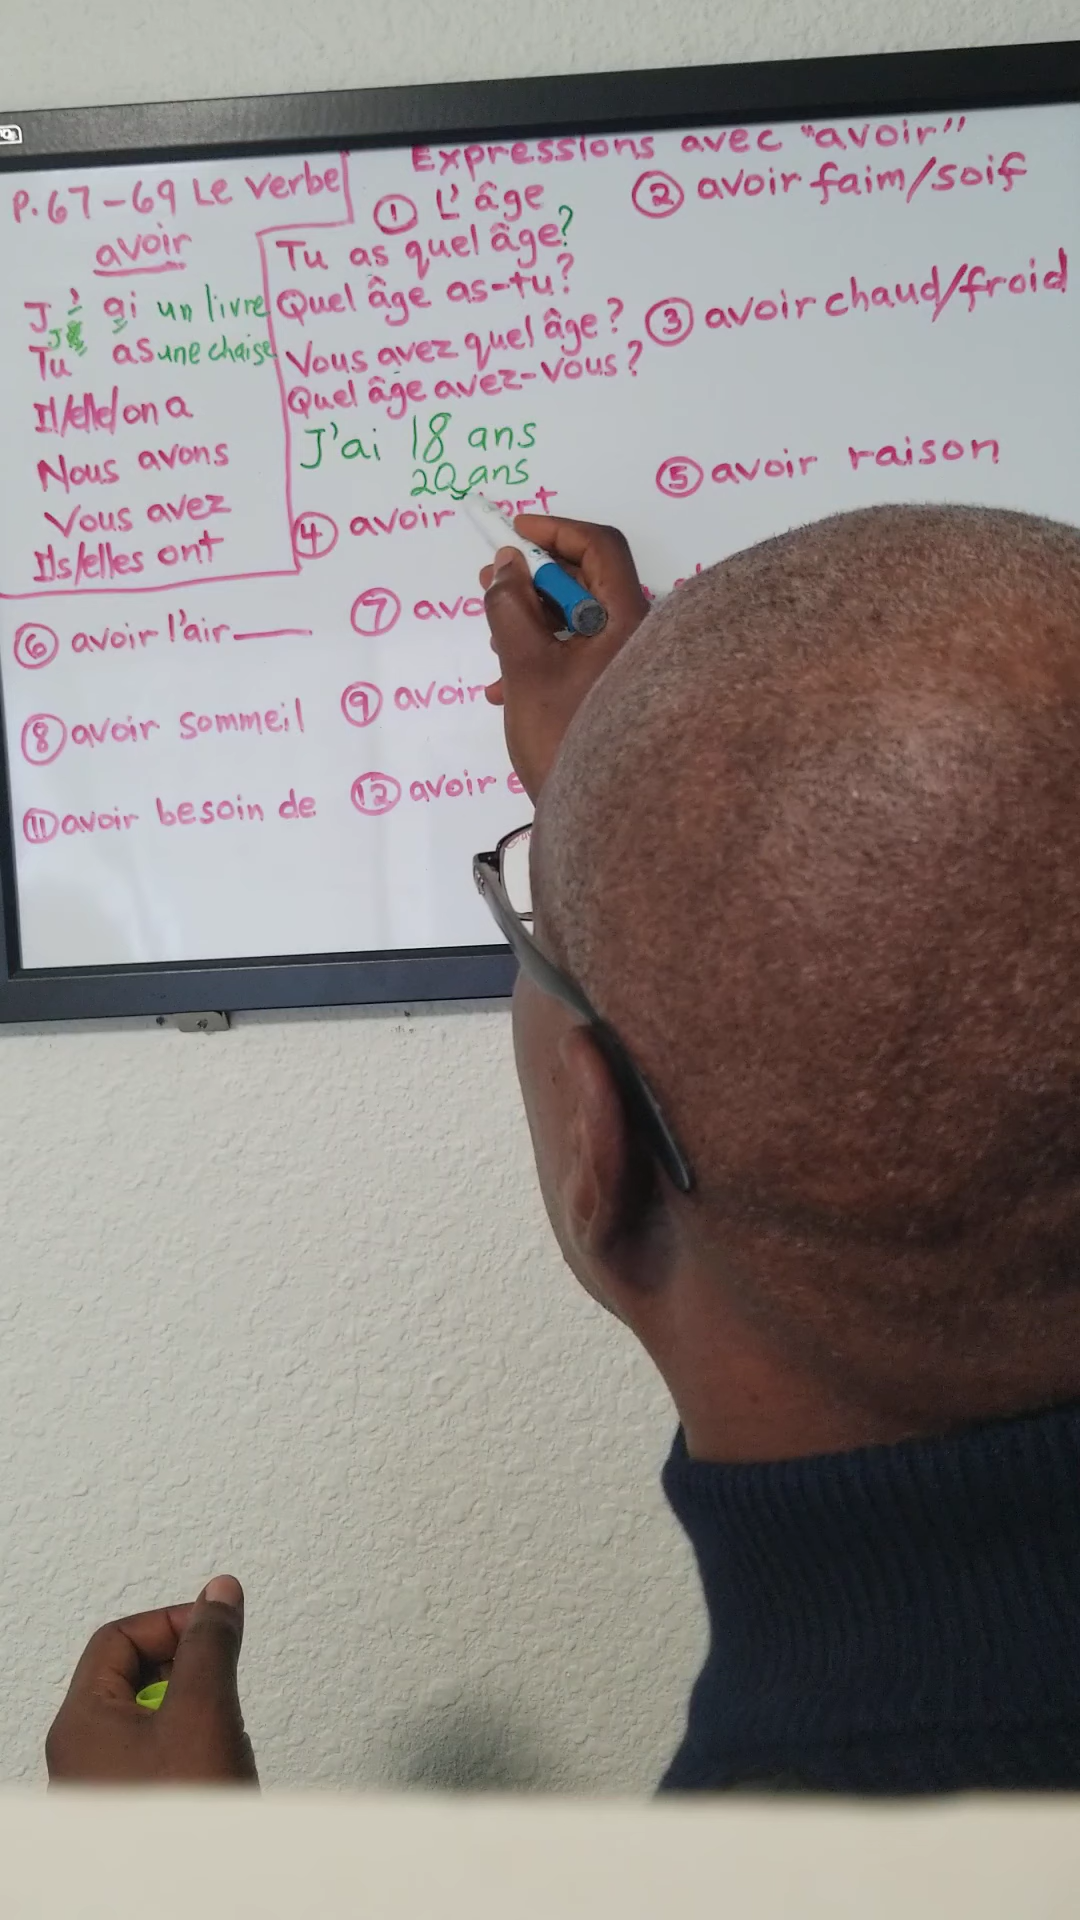 Expressions avec "avoir"
P. 67-69 Le verbe
avoir
J' ai un livre
Tu as une chaise
Il/elle/on a
Nous avons
Vous avez
Ils/elles ont
① L'âge
Tu as quel âge?
Quel âge as-tu?
Vous avez quel âge?
Quel âge avez-vous?
J'ai 18 ans
20 ans
② avoir faim/soif
③ avoir chaud/froid
④ avoir
⑤ avoir raison
⑥ avoir l'air
⑦
⑧ avoir sommeil
⑨ avoir
⑪ avoir besoin de
⑫ avoir